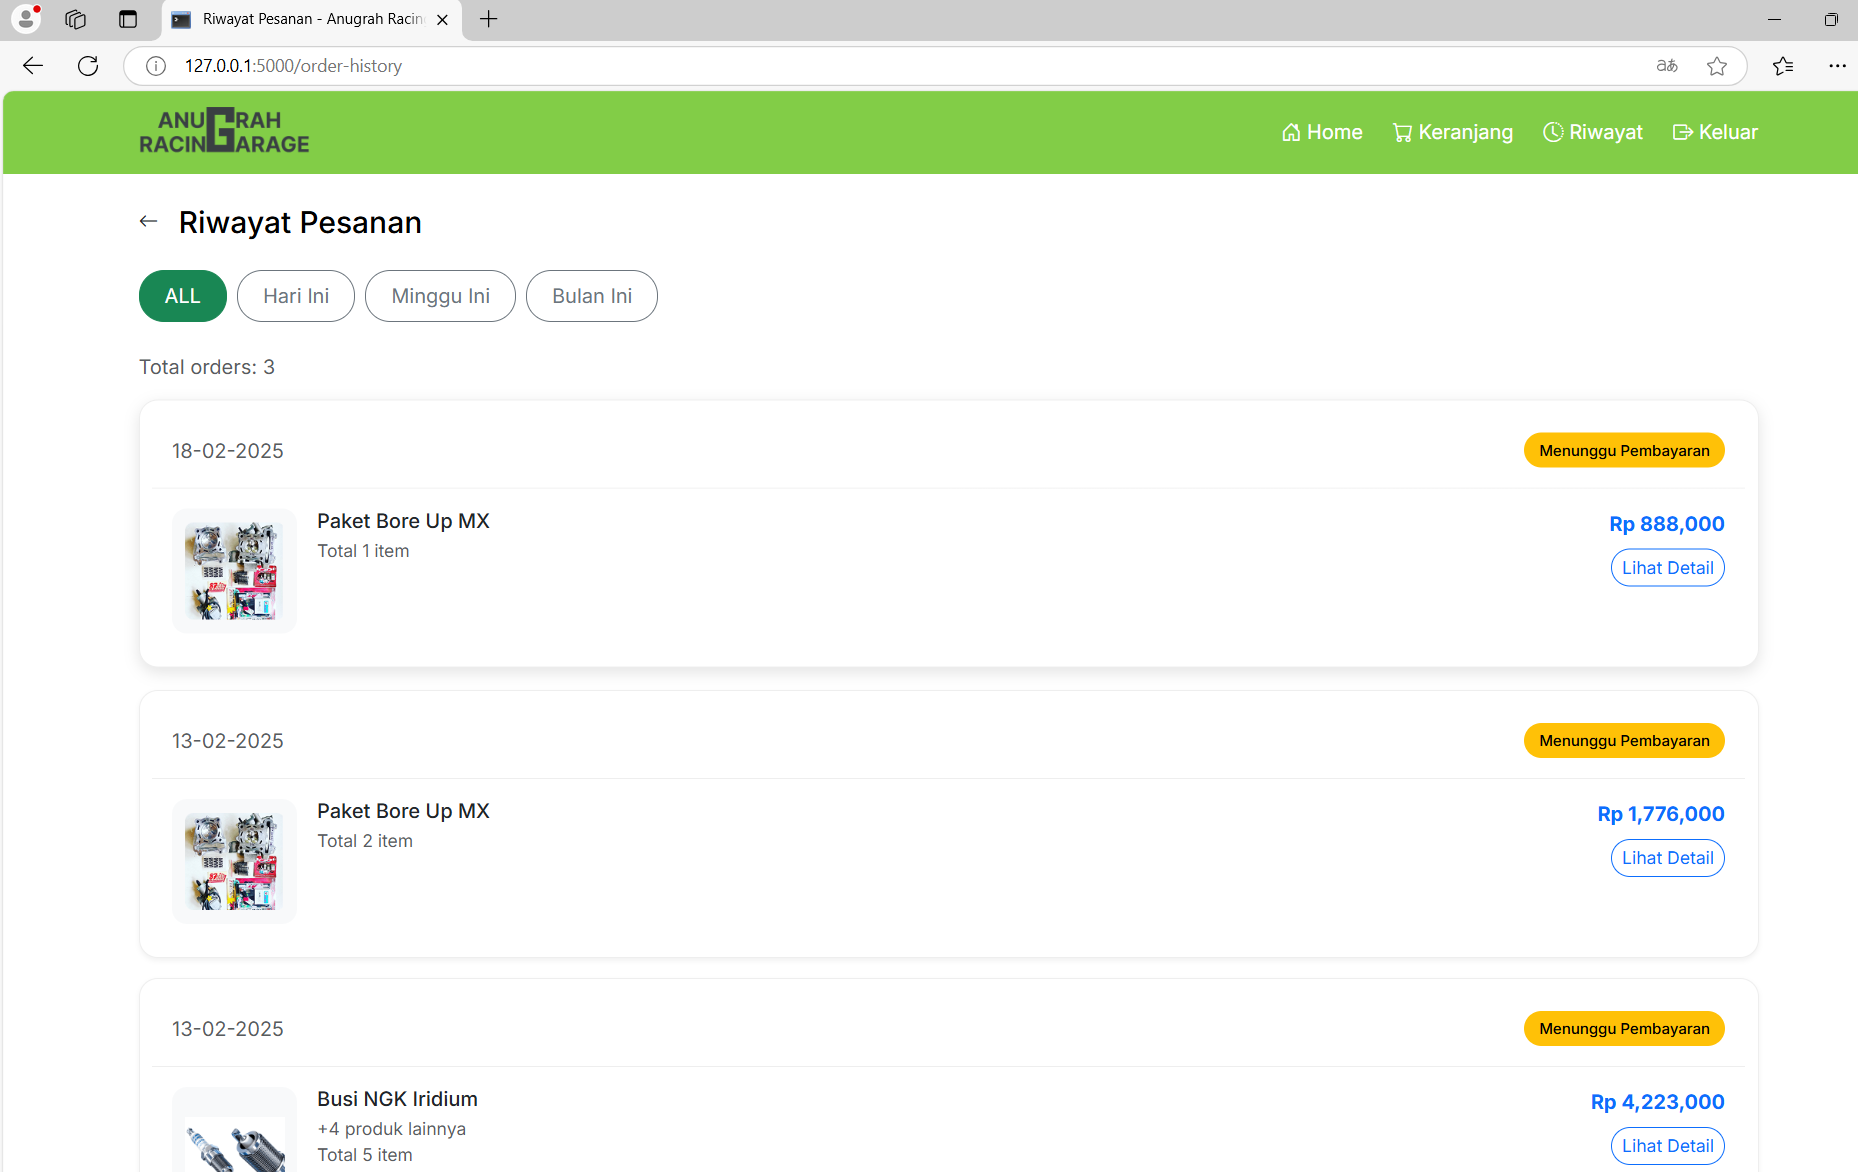 Riwayat Pesanan - Anugrah Racin
127.0.0.1:5000/order-history
ANUGRAH
RACINGARAGE
Home
Keranjang
Riwayat
Keluar
Riwayat Pesanan
ALL
Hari Ini
Minggu Ini
Bulan Ini
Total orders: 3
18-02-2025
Menunggu Pembayaran
Paket Bore Up MX
Total 1 item
Rp 888,000
Lihat Detail
13-02-2025
Menunggu Pembayaran
Paket Bore Up MX
Total 2 item
Rp 1,776,000
Lihat Detail
13-02-2025
Menunggu Pembayaran
Busi NGK Iridium
+4 produk lainnya
Total 5 item
Rp 4,223,000
Lihat Detail